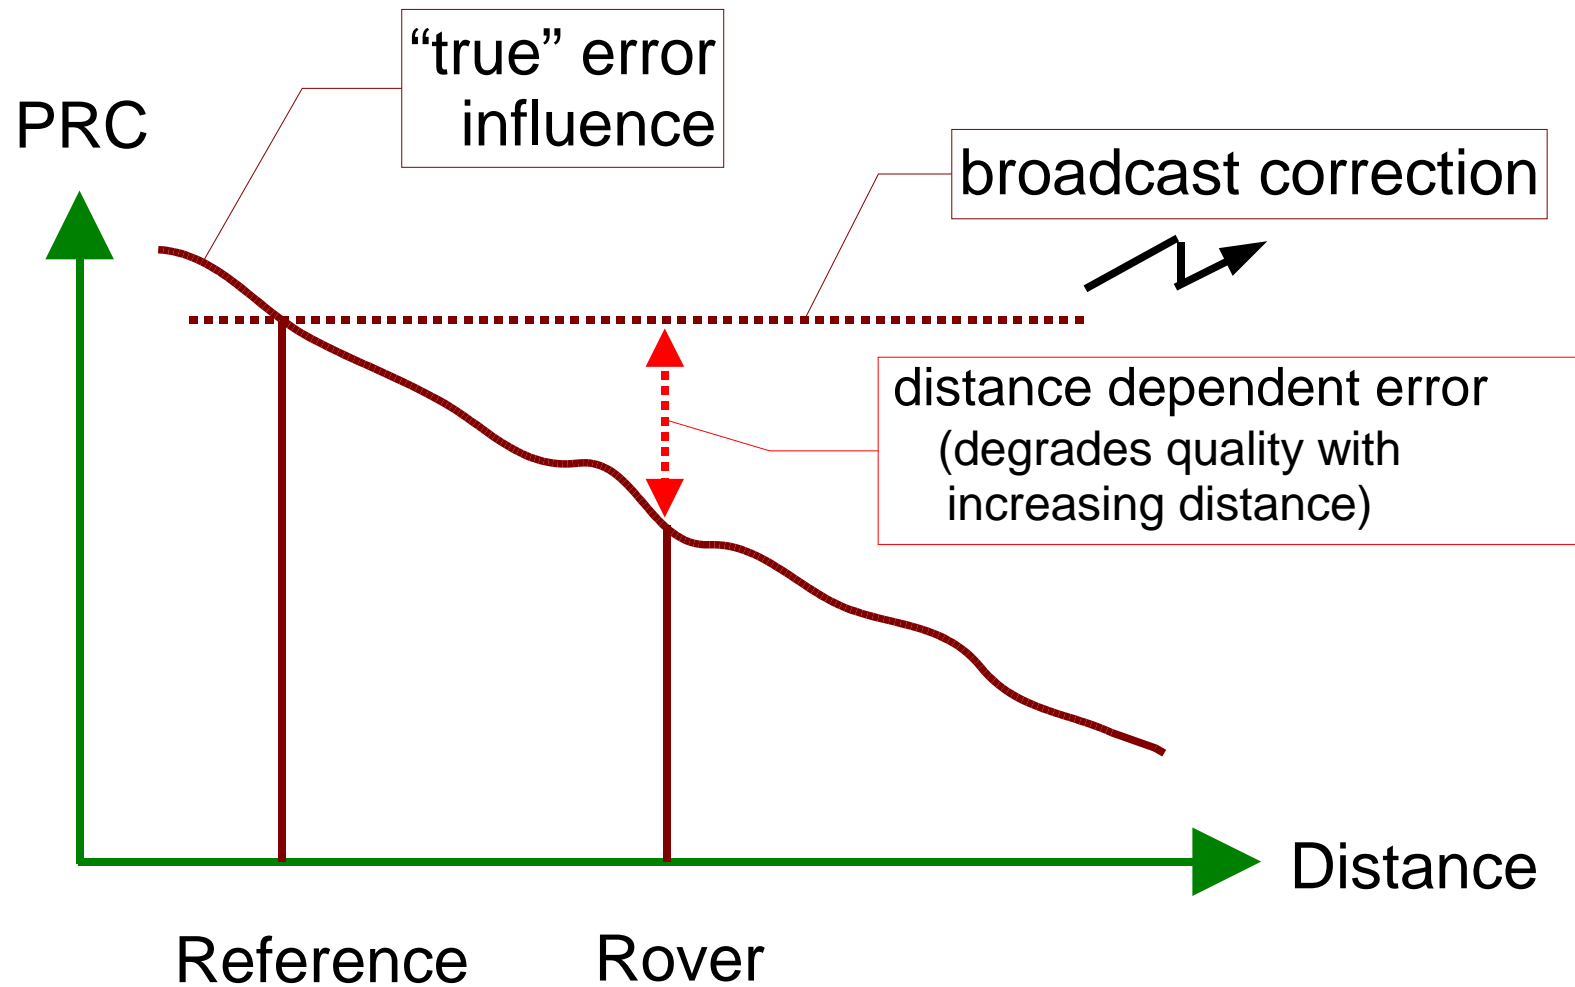 “true” error
influence
PRC
broadcast correction
distance dependent error
(degrades quality with
increasing distance)
Distance
Reference
Rover